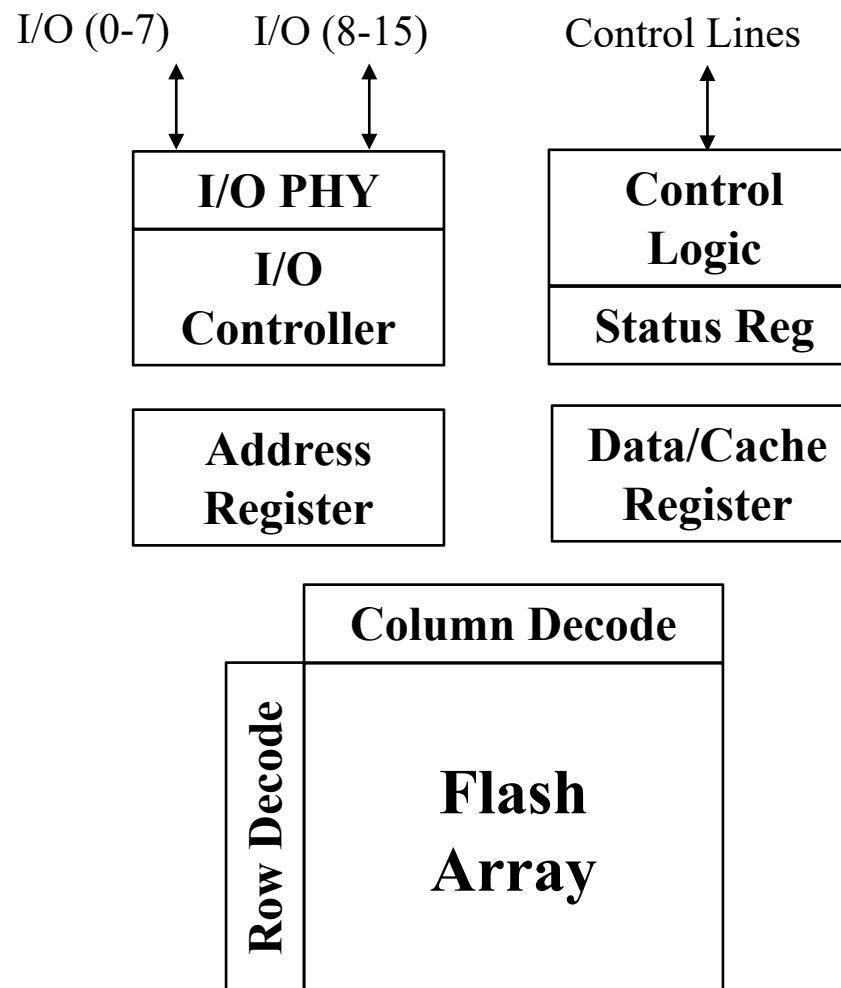 I/O (0-7) I/O (8-15) Control Lines
I/O PHY
I/O
Controller
Control
Logic
Status Reg
Address
Register
Data/Cache
Register
Column Decode
Row Decode
Flash
Array